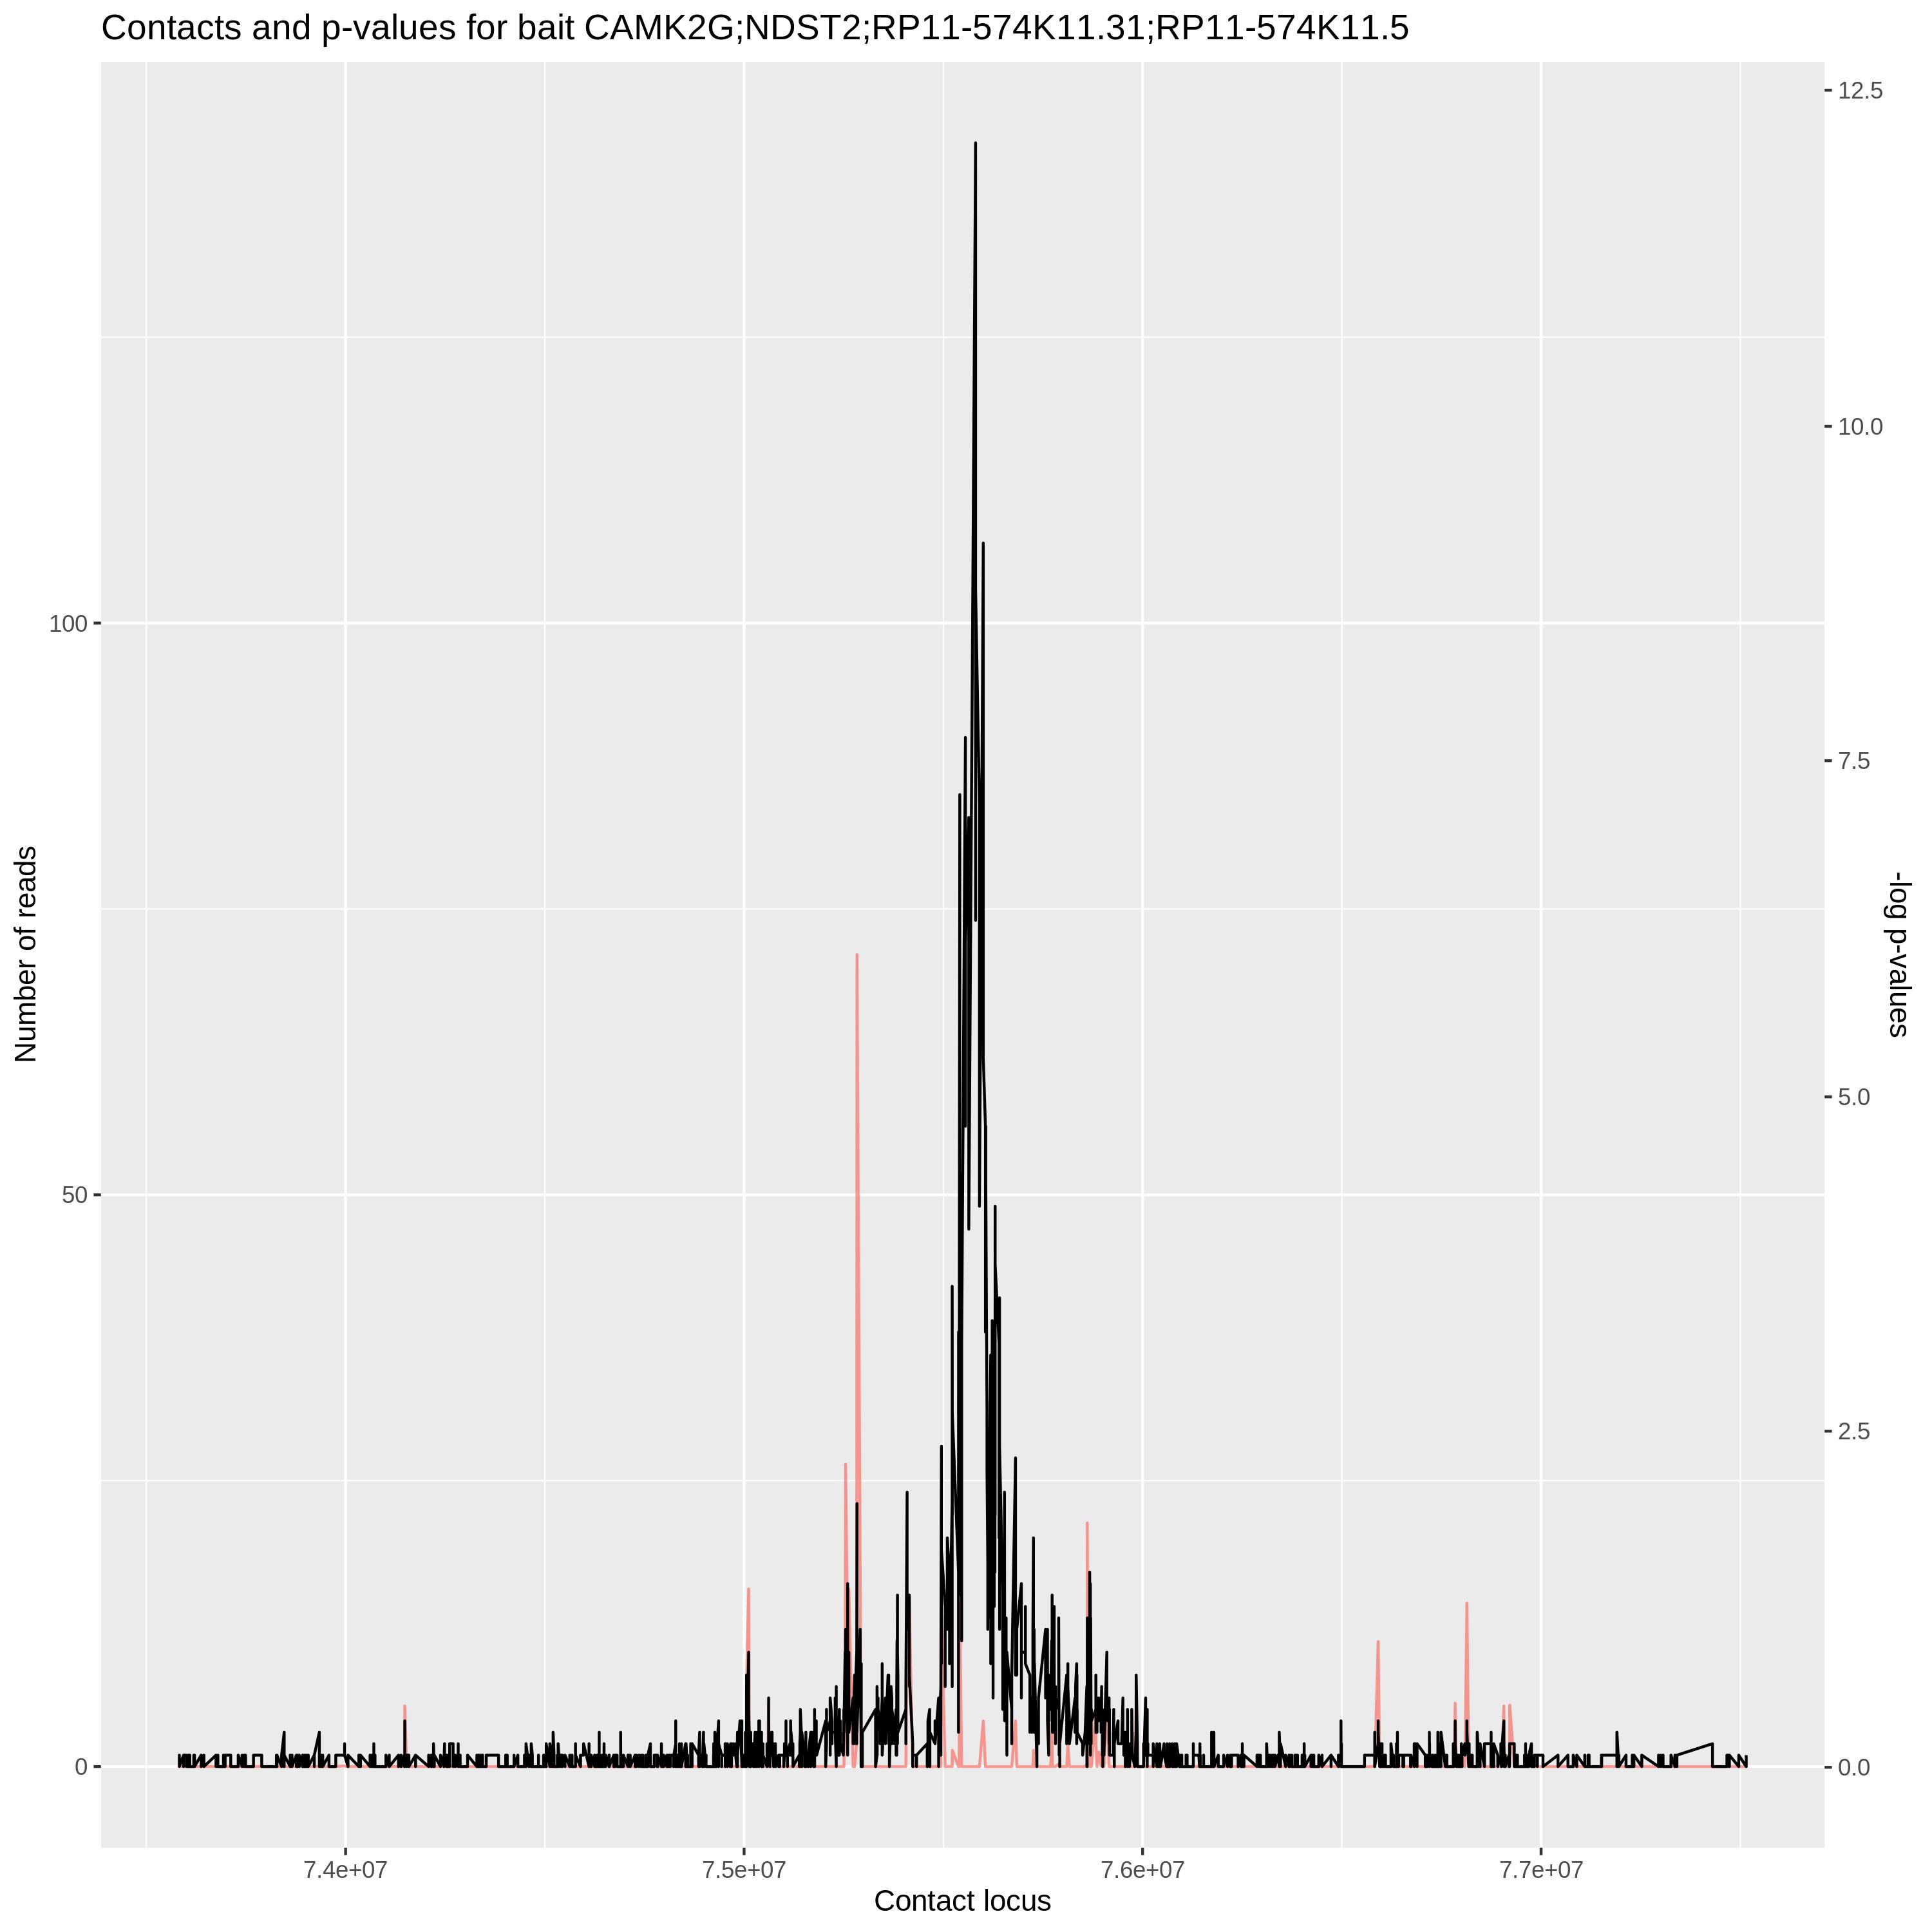 Contacts and p-values for bait CAMK2G;NDST2;RP11-574K11.31;RP11-574K11.5
12.5
10.0
100
7.5
Number of reads
-log p-values
5.0
50
2.5
0
0.0
7.4e+07 7.5e+07 7.6e+07 7.7e+07
Contact locus